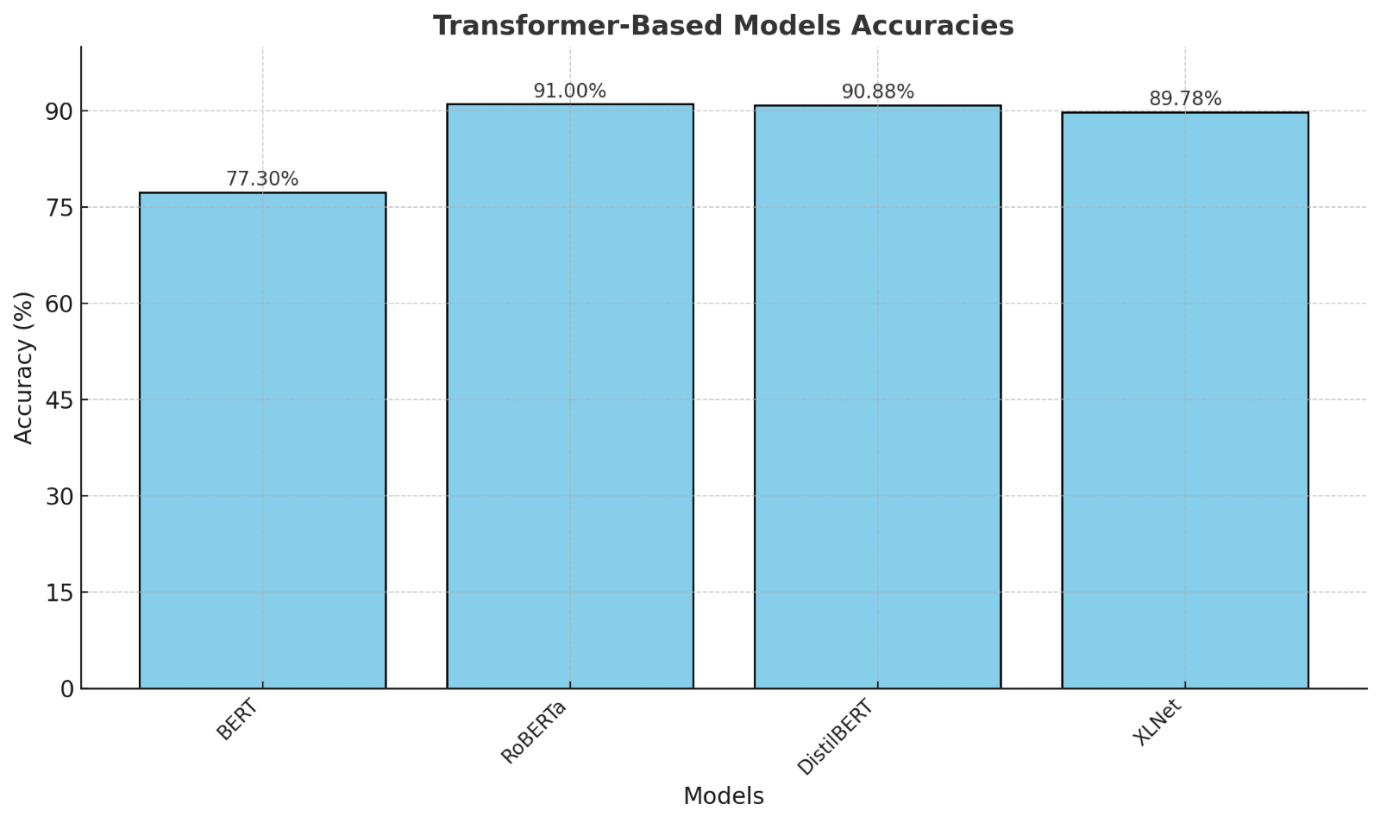 Transformer-Based Models Accuracies
Accuracy (%)
90
75
60
45
30
15
0
77.30%
91.00%
90.88%
89.78%
BERT
RoBERTa
DistilBERT
XLNet
Models